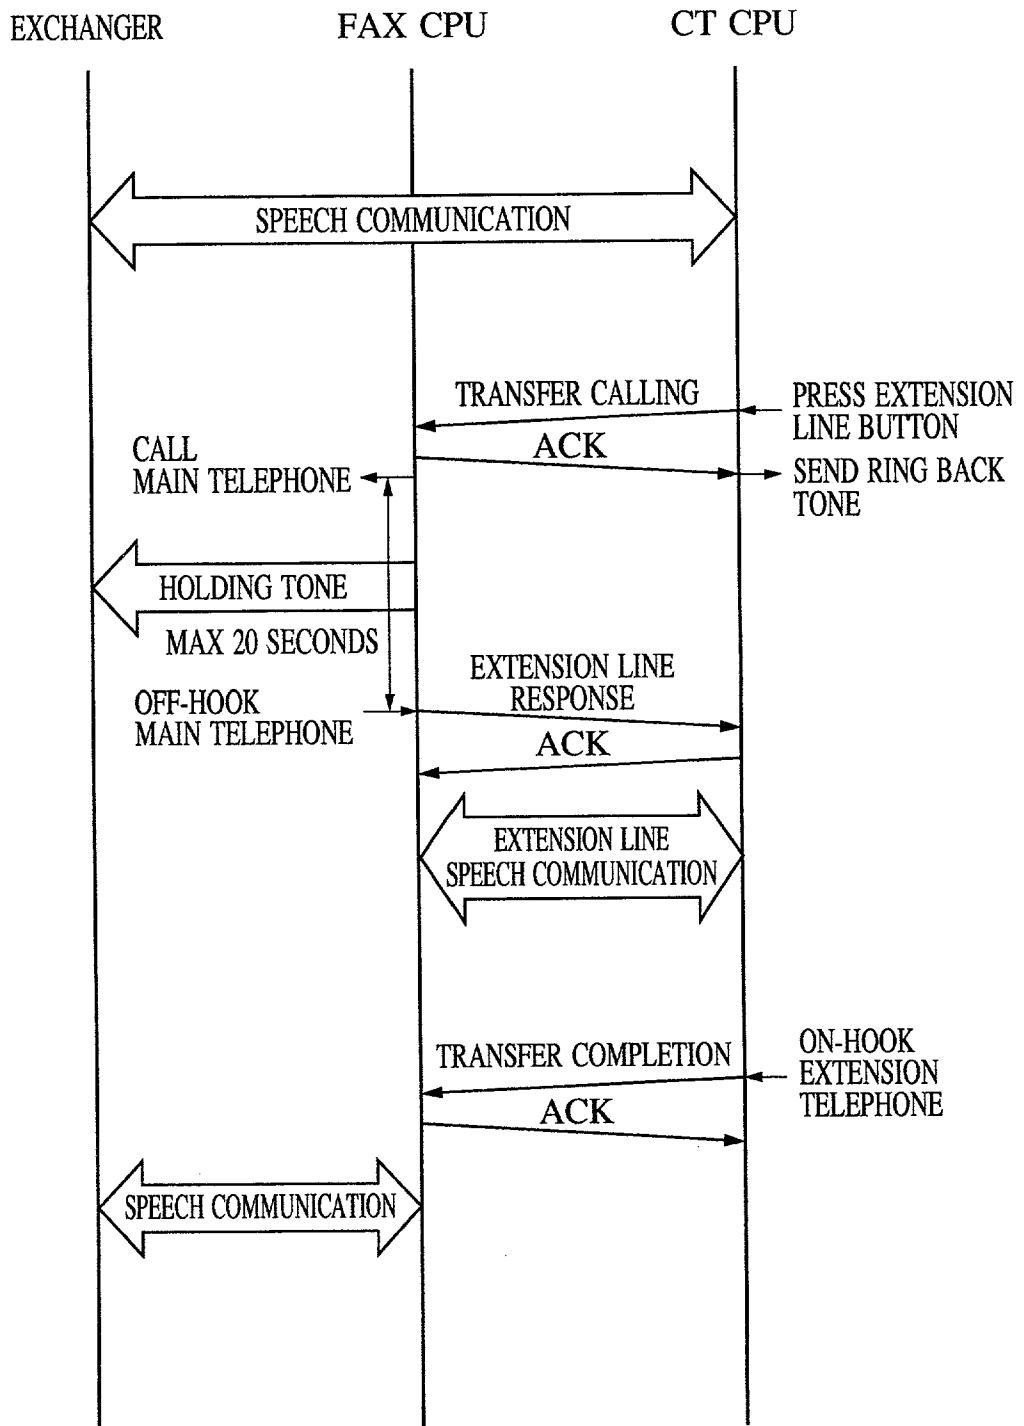 EXCHANGER
FAX CPU
CT CPU
SPEECH COMMUNICATION
TRANSFER CALLING
PRESS EXTENSION
LINE BUTTON
ACK
CALL
MAIN TELEPHONE
SEND RING BACK
TONE
HOLDING TONE
MAX 20 SECONDS
EXTENSION LINE
RESPONSE
OFF-HOOK
MAIN TELEPHONE
ACK
EXTENSION LINE
SPEECH COMMUNICATION
TRANSFER COMPLETION
ON-HOOK
EXTENSION
TELEPHONE
ACK
SPEECH COMMUNICATION